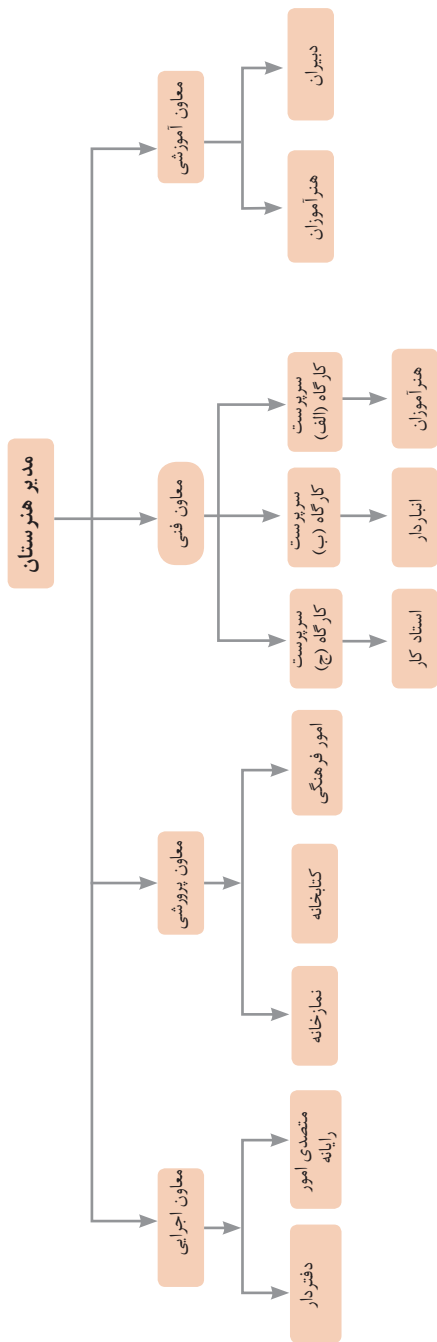 مدیر هنرستان
معاون آموزشی
معاون فنی
معاون پرورشی
معاون اجرایی
دبیران
هنرآموزان
سرپرست
کارگاه (الف)
سرپرست
کارگاه (ب)
سرپرست
کارگاه (ج)
امور فرهنگی
کتابخانه
نمازخانه
متصدی امور
رایانه
دفتردار
هنرآموزان
انباردار
استاد کار